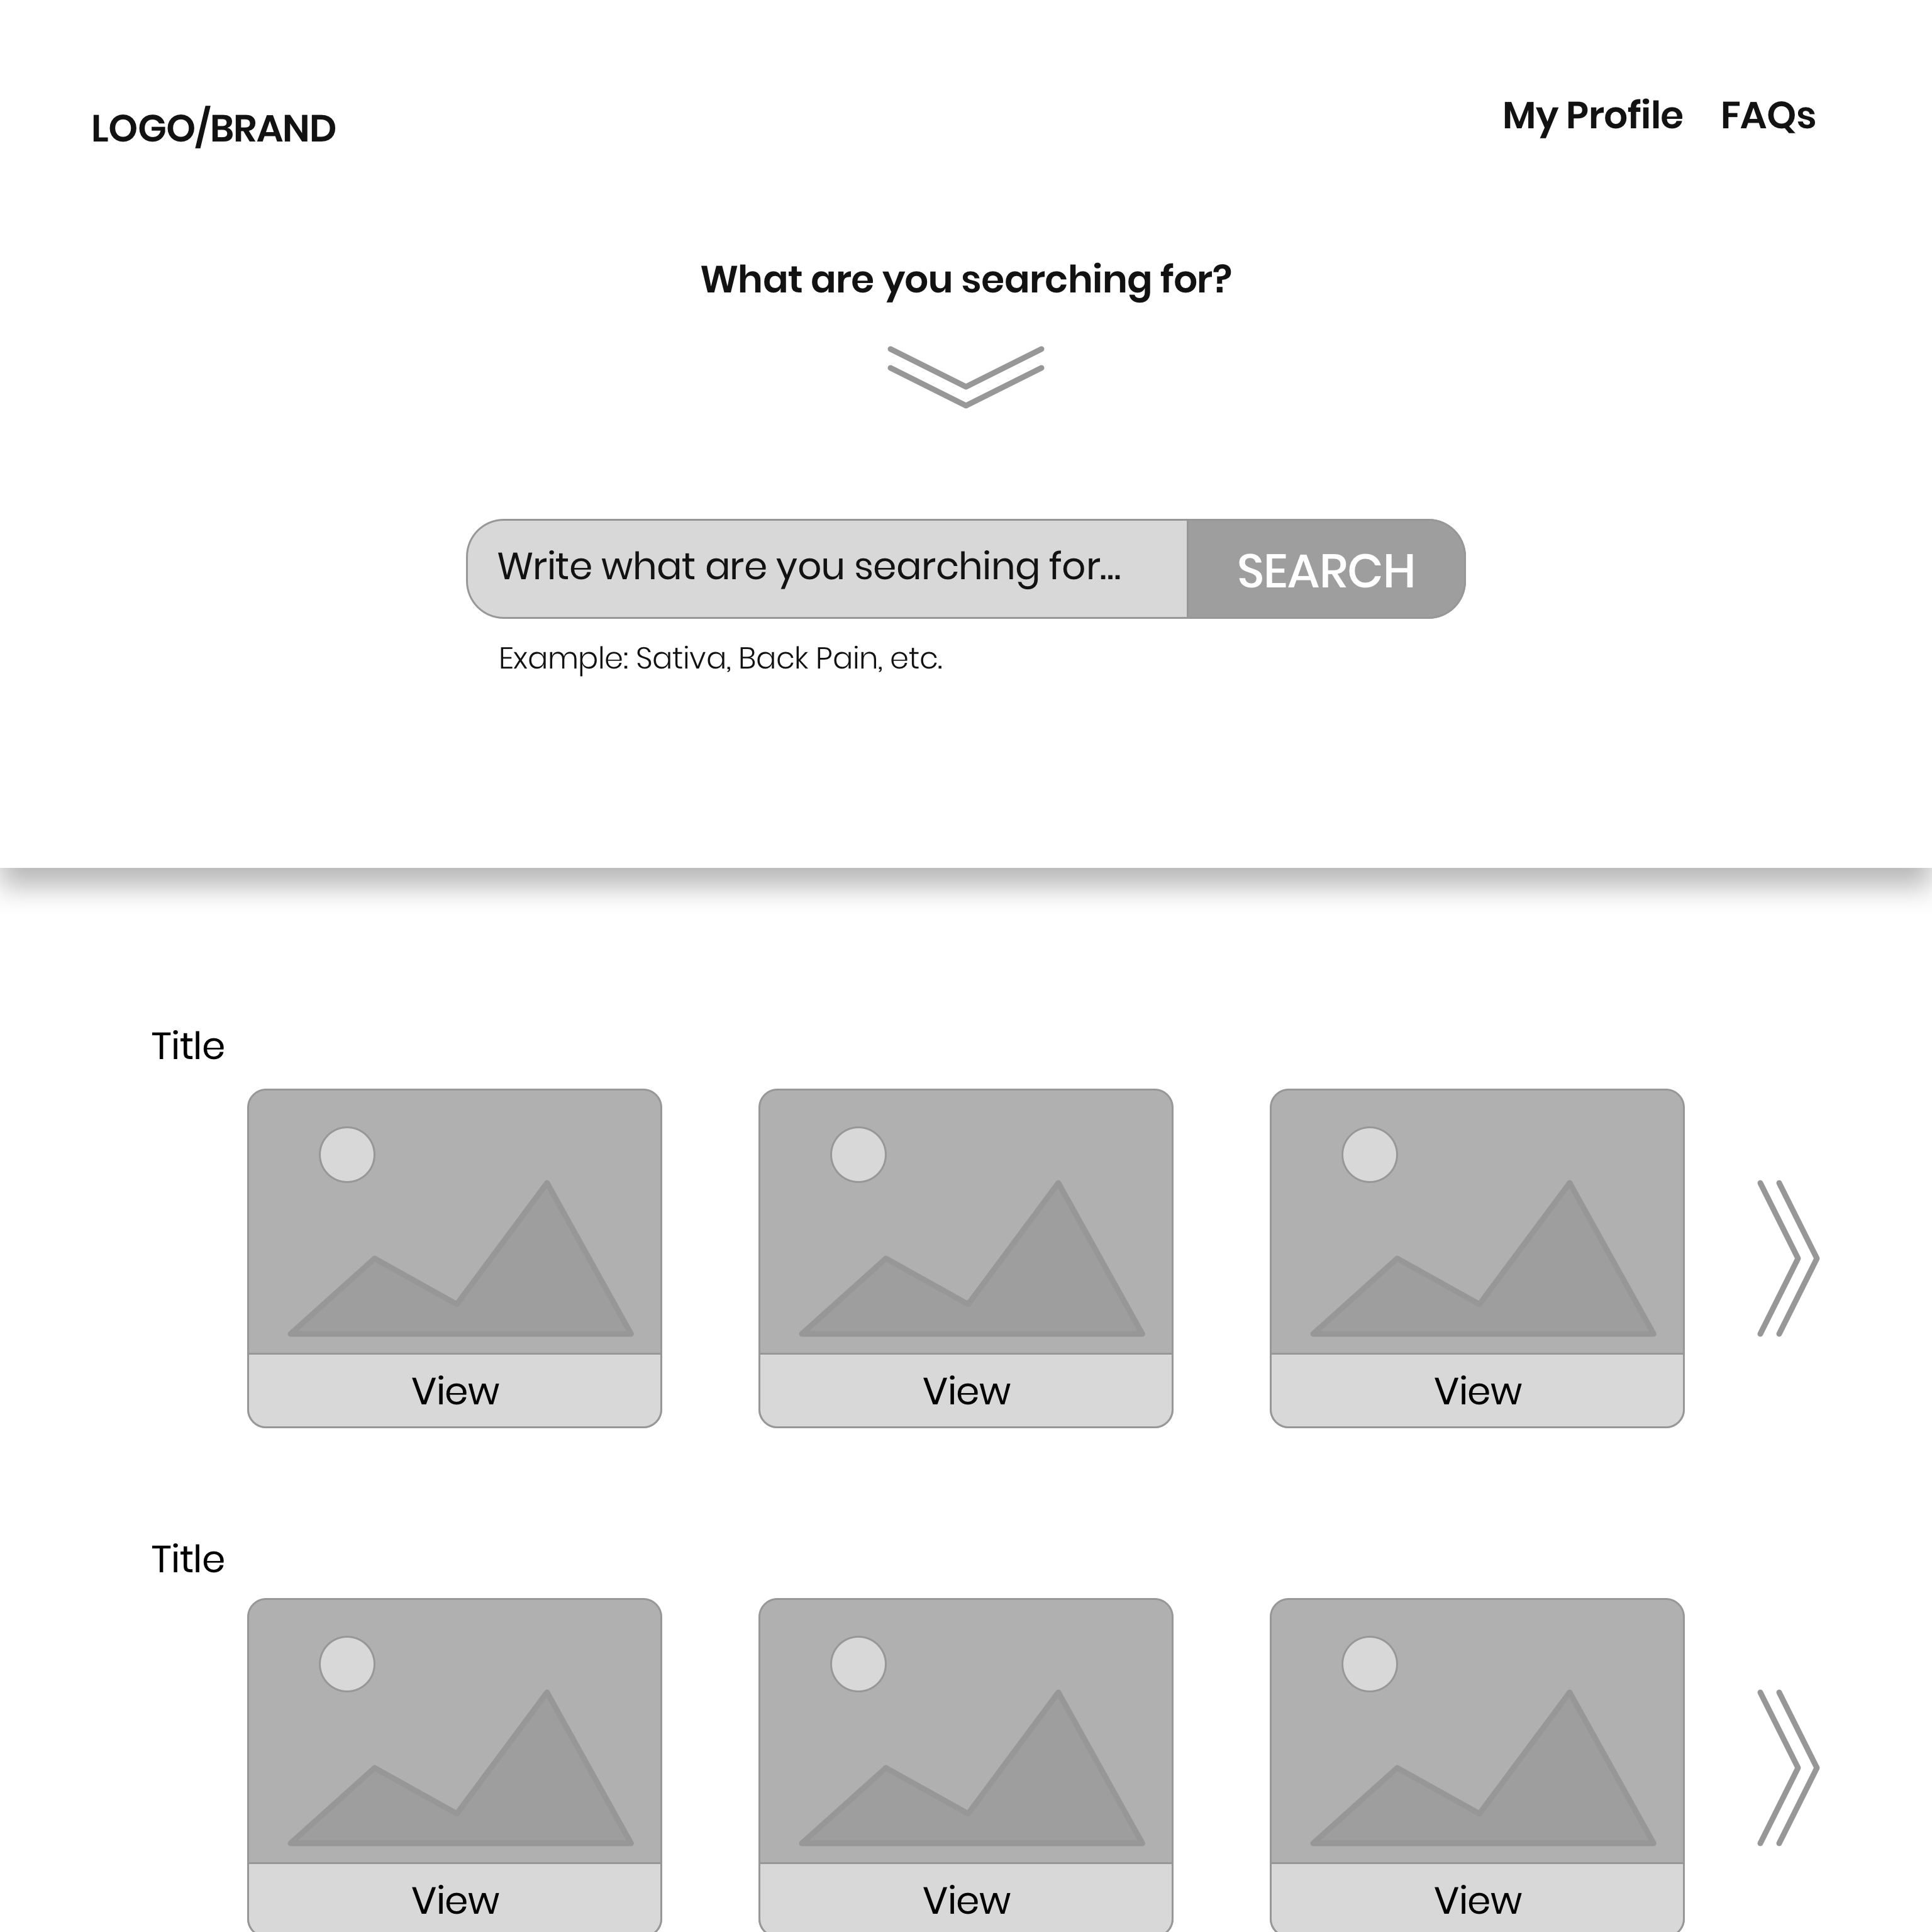 LOGO/BRAND
My Profile FAQs
What are you searching for?
Write what are you searching for...
SEARCH
Example: Sativa, Back Pain, etc.
Title
View
View
View
Title
View
View
View